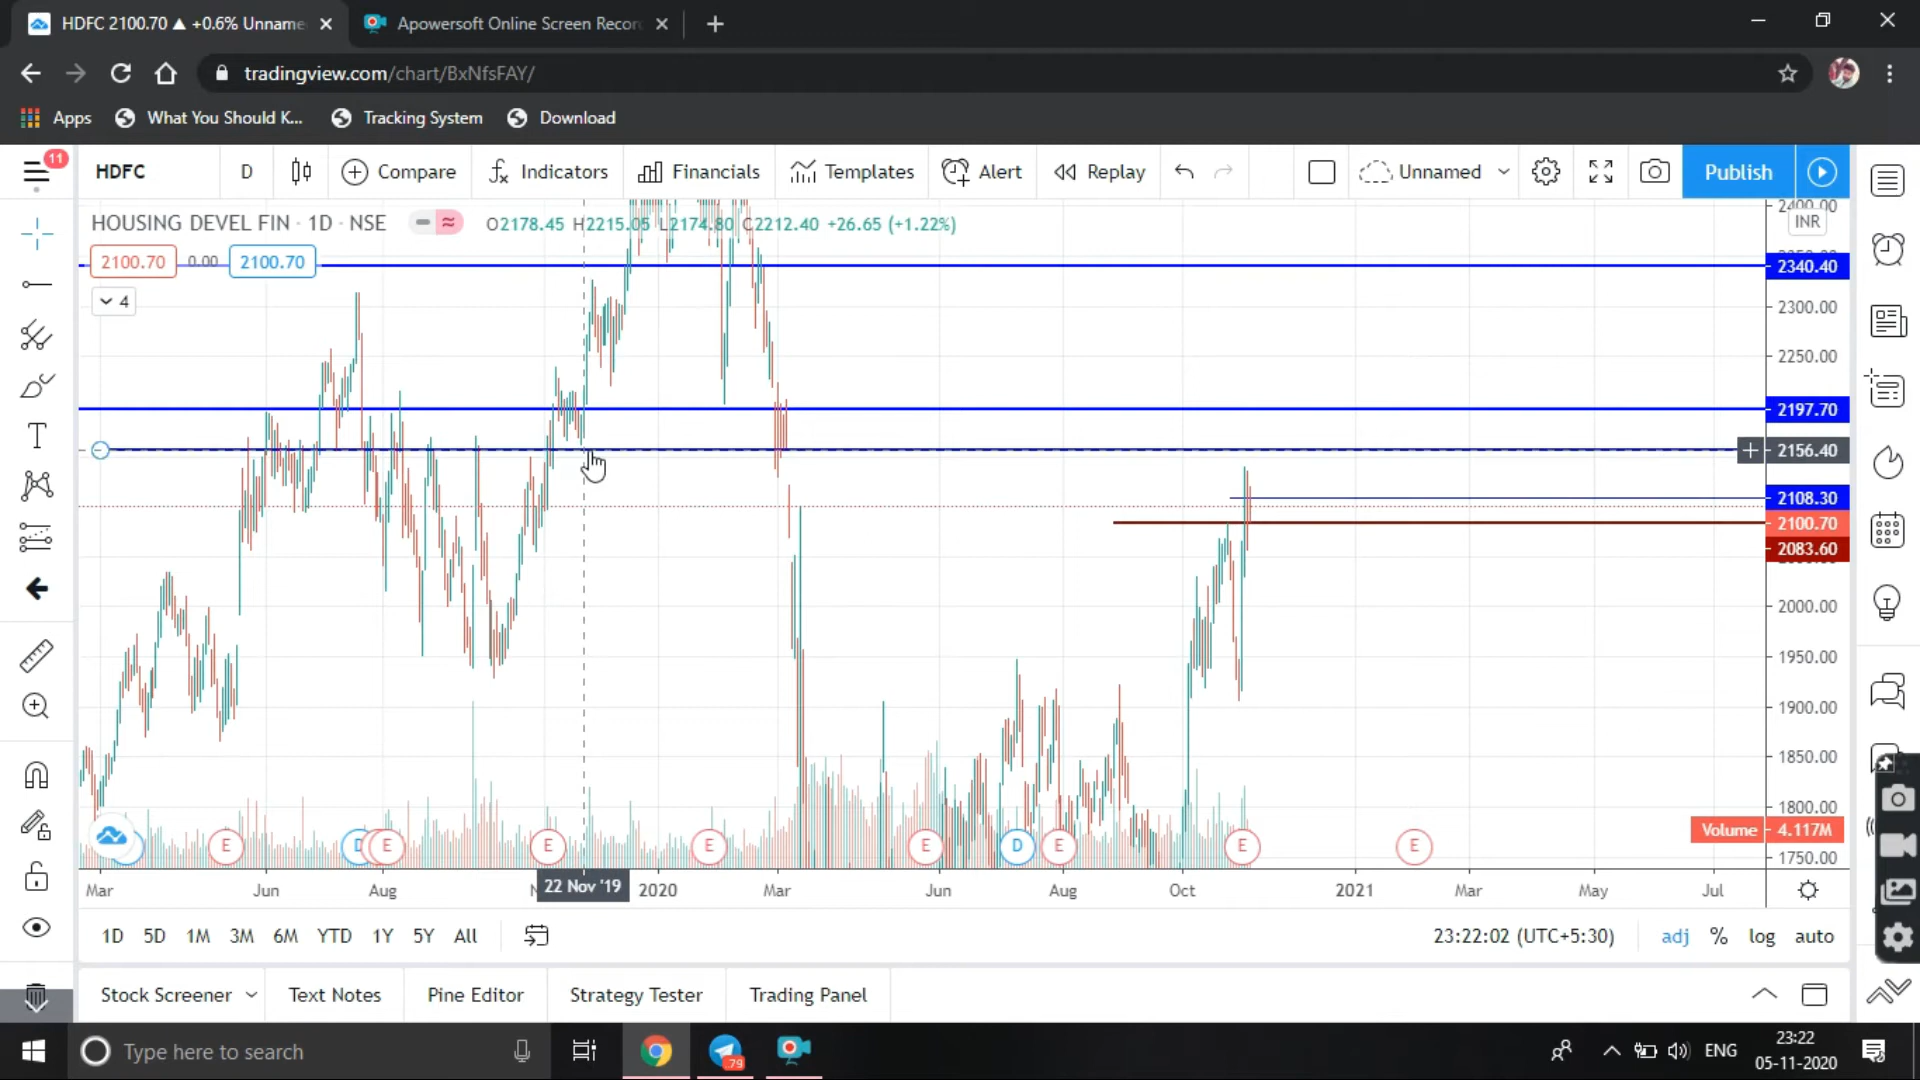 HDFC 2100.70 ▲ +0.6% Unname
Apowersoft Online Screen Recor
tradingview.com/chart/BxNfsFAY/
Apps
What You Should K...
Tracking System
Download
11
HDFC
D
Compare
Indicators
Financials
Templates
Alert
Replay
Unnamed
Publish
HOUSING DEVEL FIN · 1D · NSE
O2178.45 H2215.05 L2174.80 C2212.40 +26.65 (+1.22%)
2400.00
INR
2100.70
0.00
2100.70
2340.40
4
2300.00
2250.00
2197.70
2156.40
2108.30
2100.70
2083.60
2000.00
1950.00
1900.00
1850.00
1800.00
Volume
4.117M
1750.00
E
D
E
E
E
E
D
E
E
E
Mar
Jun
Aug
22 Nov '19
2020
Mar
Jun
Aug
Oct
2021
Mar
May
Jul
1D
5D
1M
3M
6M
YTD
1Y
5Y
All
23:22:02 (UTC+5:30)
adj
%
log
auto
Stock Screener
Text Notes
Pine Editor
Strategy Tester
Trading Panel
Type here to search
79
ENG
23:22
05-11-2020